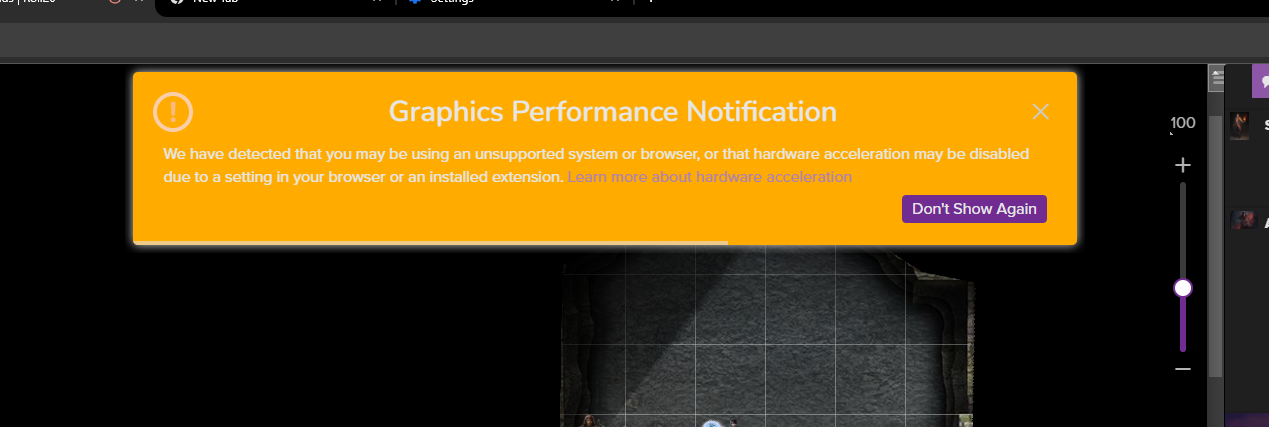 New Tab
Settings
Graphics Performance Notification
100
We have detected that you may be using an unsupported system or browser, or that hardware acceleration may be disabled
due to a setting in your browser or an installed extension. Learn more about hardware acceleration
Don't Show Again